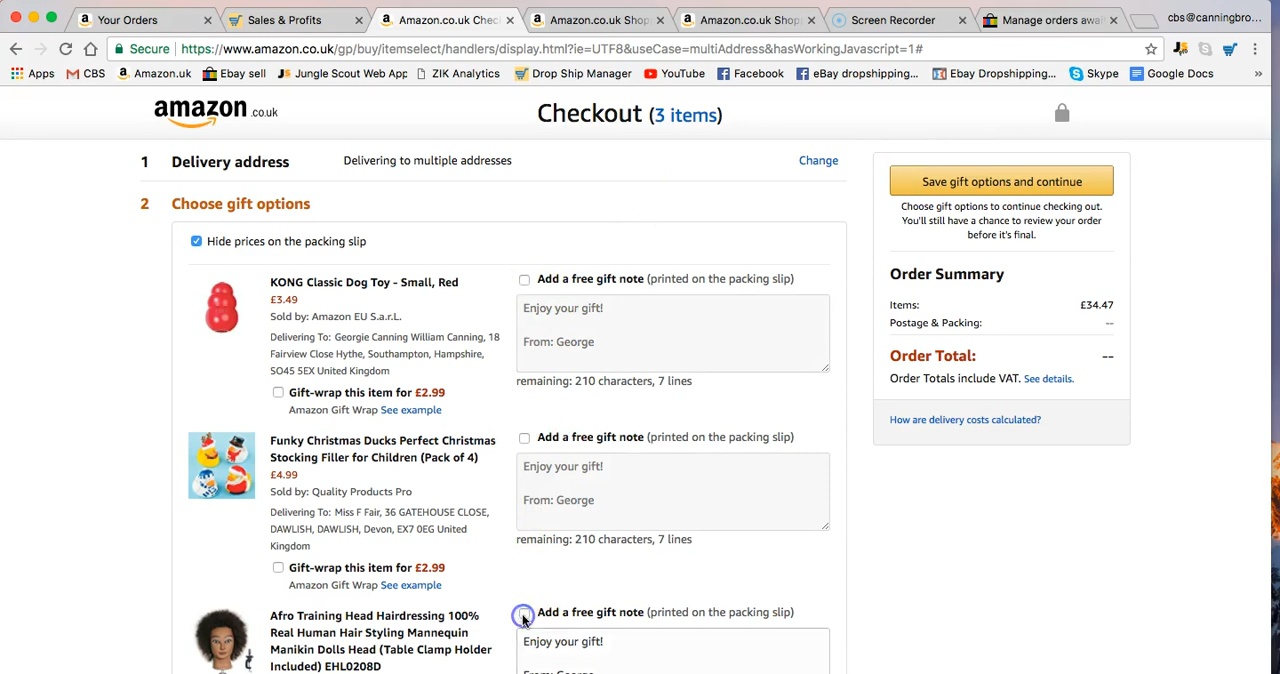 Your Orders
Sales & Profits
Amazon.co.uk Chec
Amazon.co.uk Shop
Amazon.co.uk Shop
Screen Recorder
Manage orders awai
cbs@canningbro...
Secure
https://www.amazon.co.uk/gp/buy/itemselect/handlers/display.html?ie=UTF8&useCase=multiAddress&hasWorkingJavascript=1#
Apps
CBS
Amazon.uk
Ebay sell
Jungle Scout Web App
ZIK Analytics
Drop Ship Manager
YouTube
Facebook
eBay dropshipping...
Ebay Dropshipping...
Skype
Google Docs
»
amazon.co.uk
Checkout (3 items)
1 Delivery address
Delivering to multiple addresses
Change
2 Choose gift options
Hide prices on the packing slip
KONG Classic Dog Toy - Small, Red
£3.49
Sold by: Amazon EU S.a.r.L.
Delivering To: Georgie Canning William Canning, 18
Fairview Close Hythe, Southampton, Hampshire,
SO45 5EX United Kingdom
Gift-wrap this item for £2.99
Amazon Gift Wrap See example
Add a free gift note (printed on the packing slip)
Enjoy your gift!
From: George
remaining: 210 characters, 7 lines
Funky Christmas Ducks Perfect Christmas
Stocking Filler for Children (Pack of 4)
£4.99
Sold by: Quality Products Pro
Delivering To: Miss F Fair, 36 GATEHOUSE CLOSE,
DAWLISH, DAWLISH, Devon, EX7 0EG United
Kingdom
Gift-wrap this item for £2.99
Amazon Gift Wrap See example
Add a free gift note (printed on the packing slip)
Enjoy your gift!
From: George
remaining: 210 characters, 7 lines
Afro Training Head Hairdressing 100%
Real Human Hair Styling Mannequin
Manikin Dolls Head (Table Clamp Holder
Included) EHL0208D
Add a free gift note (printed on the packing slip)
Enjoy your gift!
From: George
Save gift options and continue
Choose gift options to continue checking out.
You'll still have a chance to review your order
before it's final.
Order Summary
Items: £34.47
Postage & Packing: --
Order Total: --
Order Totals include VAT. See details.
How are delivery costs calculated?